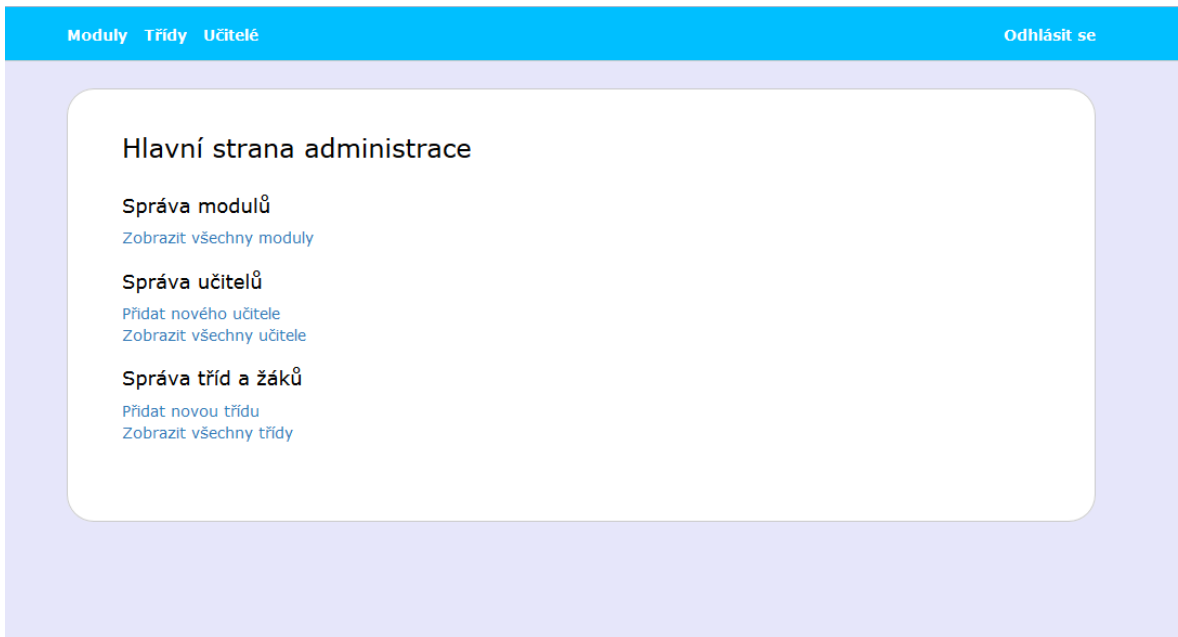 Moduly Třídy Učitelé Odhlásit se
Hlavní strana administrace
Správa modulů
Zobrazit všechny moduly
Správa učitelů
Přidat nového učitele
Zobrazit všechny učitele
Správa tříd a žáků
Přidat novou třídu
Zobrazit všechny třídy